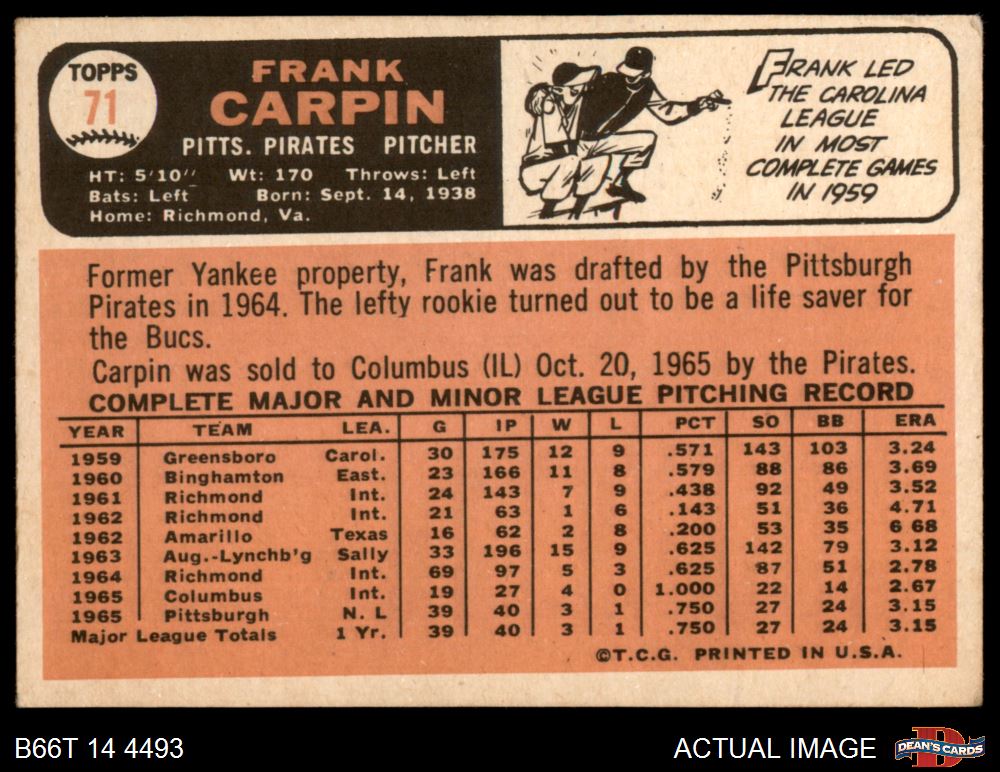 TOPPS
71
FRANK
CARPIN
PITTS. PIRATES PITCHER
HT: 5'10" Wt: 170 Throws: Left
Bats: Left Born: Sept. 14, 1938
Home: Richmond, Va.
FRANK LED
THE CAROLINA
LEAGUE
IN MOST
COMPLETE GAMES
IN 1959
Former Yankee property, Frank was drafted by the Pittsburgh
Pirates in 1964. The lefty rookie turned out to be a life saver for
the Bucs.
Carpin was sold to Columbus (IL) Oct. 20, 1965 by the Pirates.
COMPLETE MAJOR AND MINOR LEAGUE PITCHING RECORD
YEAR TEAM LEA. G IP W L PCT SO BB ERA
1959 Greensboro Carol. 30 175 12 9 .571 143 103 3.24
1960 Binghamton East. 23 166 11 8 .579 88 86 3.69
1961 Richmond Int. 24 143 7 9 .438 92 49 3.52
1962 Richmond Int. 21 63 1 6 .143 51 36 4.71
1962 Amarillo Texas 16 62 2 8 .200 53 35 6 68
1963 Aug.-Lynchb'g Sally 33 196 15 9 .625 142 79 3.12
1964 Richmond Int. 69 97 5 3 .625 87 51 2.78
1965 Columbus Int. 19 27 4 0 1.000 22 14 2.67
1965 Pittsburgh N. L 39 40 3 1 .750 27 24 3.15
Major League Totals 1 Yr. 39 40 3 1 .750 27 24 3.15
©T.C.G. PRINTED IN U.S.A.
B66T 14 4493
ACTUAL IMAGE
DEAN'S CARDS